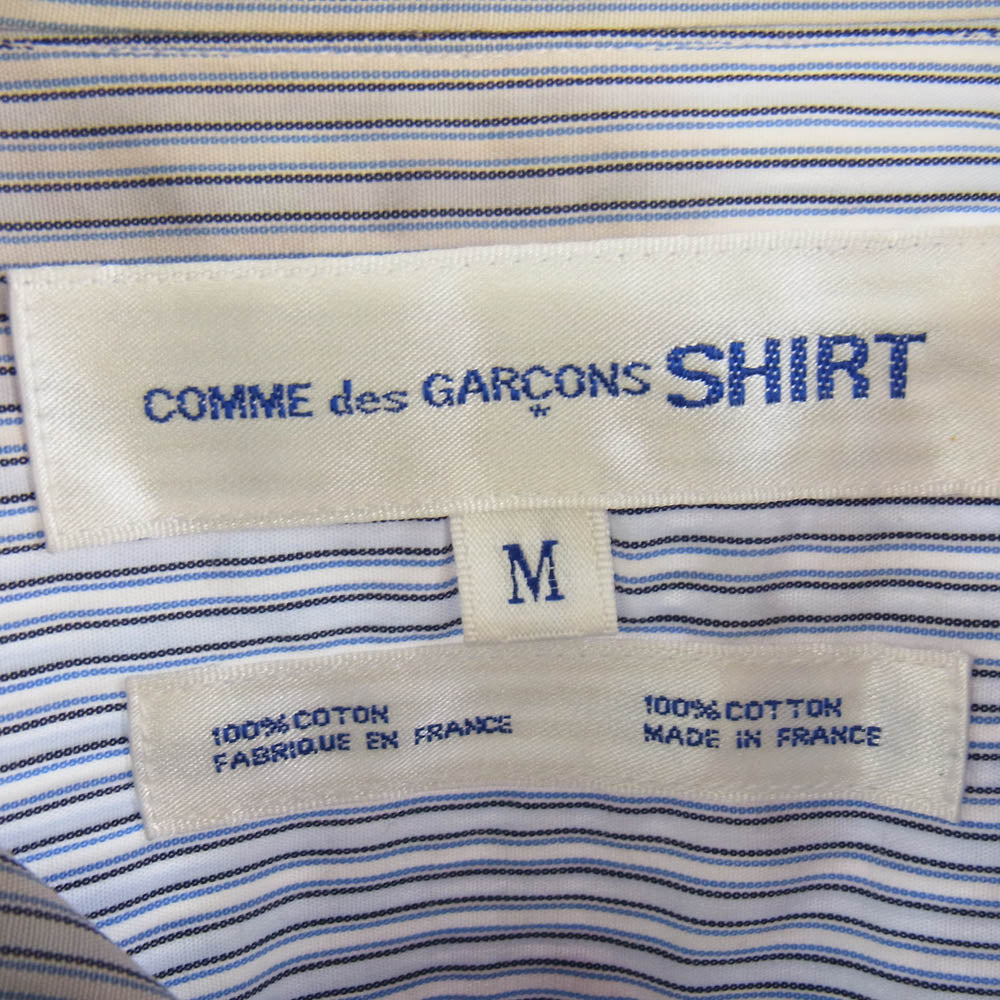 COMME des GARÇONS SHIRT
M
100% COTON
FABRIQUE EN FRANCE
100% COTTON
MADE IN FRANCE